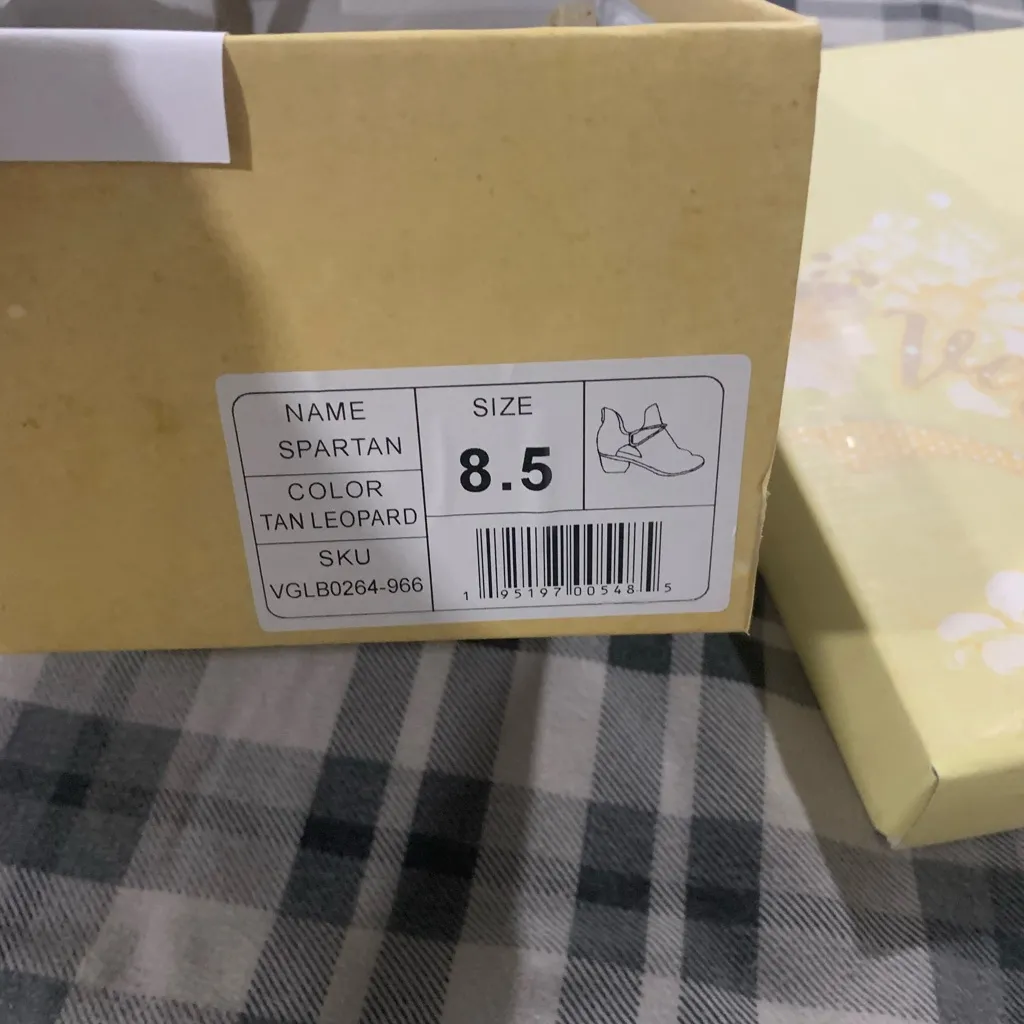 NAME
SPARTAN
COLOR
TAN LEOPARD
SKU
VGLB0264-966
SIZE
8.5
1 95197 00548 5